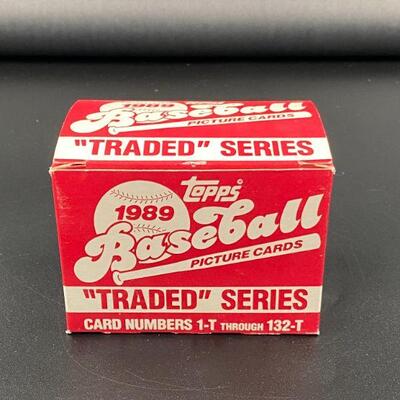 1989
Baseball
PICTURE CARDS
"TRADED" SERIES
TOPPS®
1989
Baseball
PICTURE CARDS
"TRADED" SERIES
CARD NUMBERS 1-T THROUGH 132-T